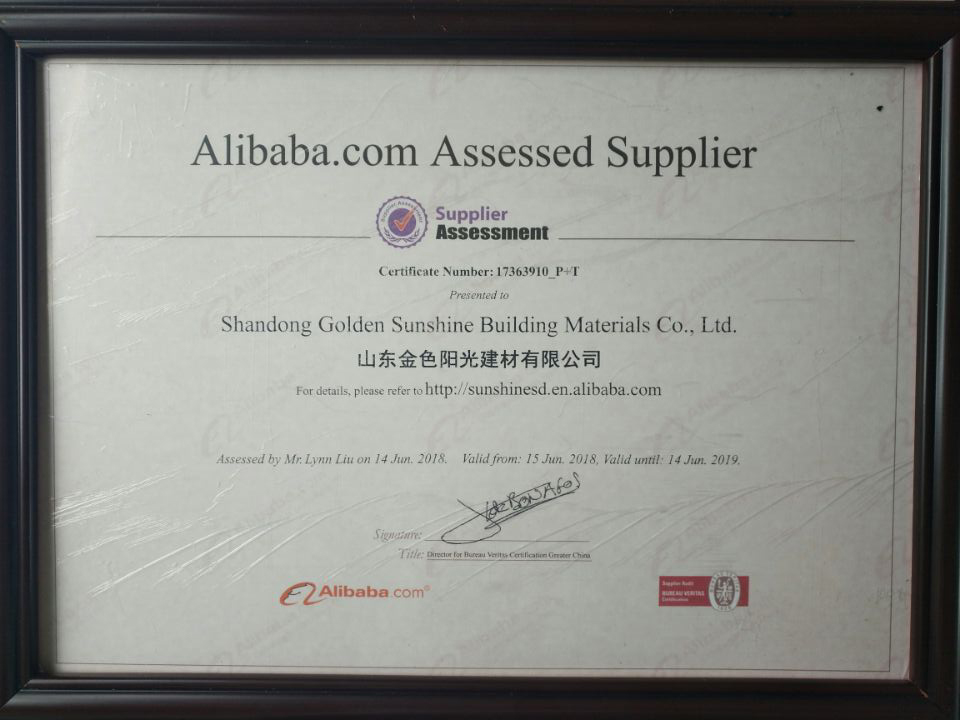 Alibaba.com Assessed Supplier
Supplier
Assessment
Certificate Number: 17363910_P+T
Presented to
Shandong Golden Sunshine Building Materials Co., Ltd.
山东金色阳光建材有限公司
For details, please refer to http://sunshinesd.en.alibaba.com
Assessed by Mr. Lynn Liu on 14 Jun. 2018. Valid from: 15 Jun. 2018, Valid until: 14 Jun. 2019.
Signature:
Title: Director for Bureau Veritas Certification Greater China
Alibaba.com®
Supplier Audit
BUREAU VERITAS
Certification